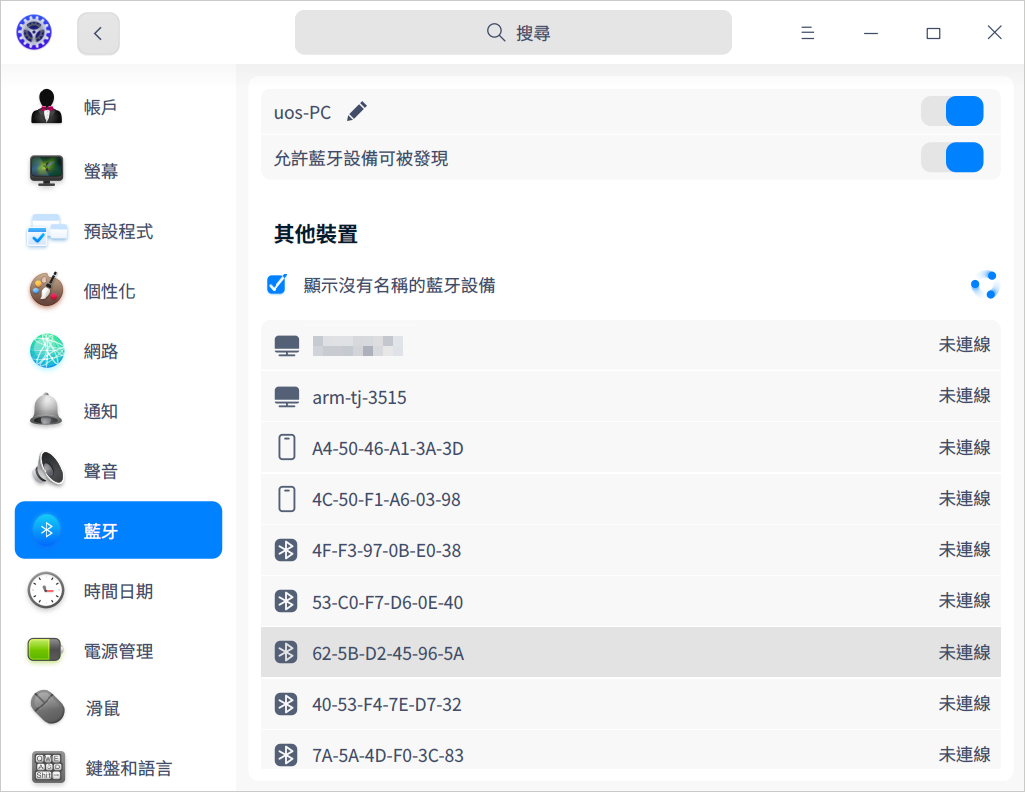 搜尋
帳戶
螢幕
預設程式
個性化
網路
通知
聲音
藍牙
時間日期
電源管理
滑鼠
鍵盤和語言
uos-PC
允許藍牙設備可被發現
其他裝置
顯示沒有名稱的藍牙設備
未連線
arm-tj-3515 未連線
A4-50-46-A1-3A-3D 未連線
4C-50-F1-A6-03-98 未連線
4F-F3-97-0B-E0-38 未連線
53-C0-F7-D6-0E-40 未連線
62-5B-D2-45-96-5A 未連線
40-53-F4-7E-D7-32 未連線
7A-5A-4D-F0-3C-83 未連線